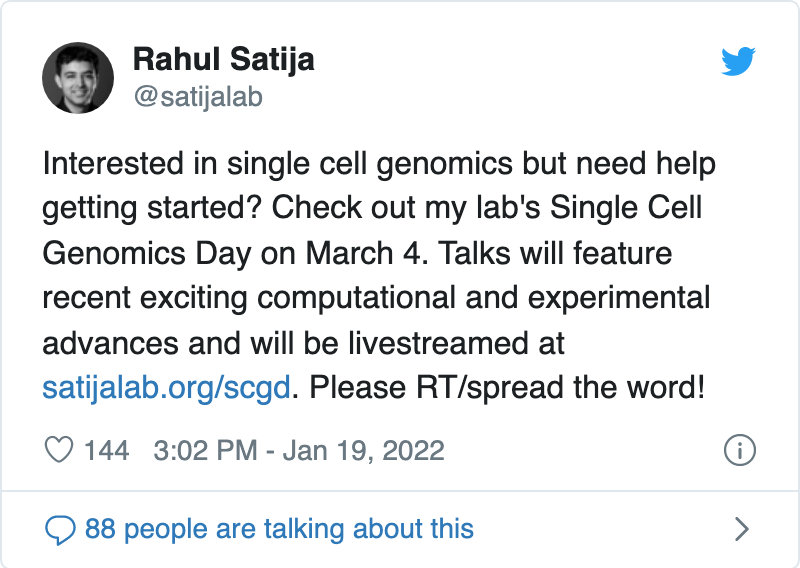 Rahul Satija
@satijalab
Interested in single cell genomics but need help
getting started? Check out my lab's Single Cell
Genomics Day on March 4. Talks will feature
recent exciting computational and experimental
advances and will be livestreamed at
satijalab.org/scgd. Please RT/spread the word!
144 3:02 PM - Jan 19, 2022
88 people are talking about this